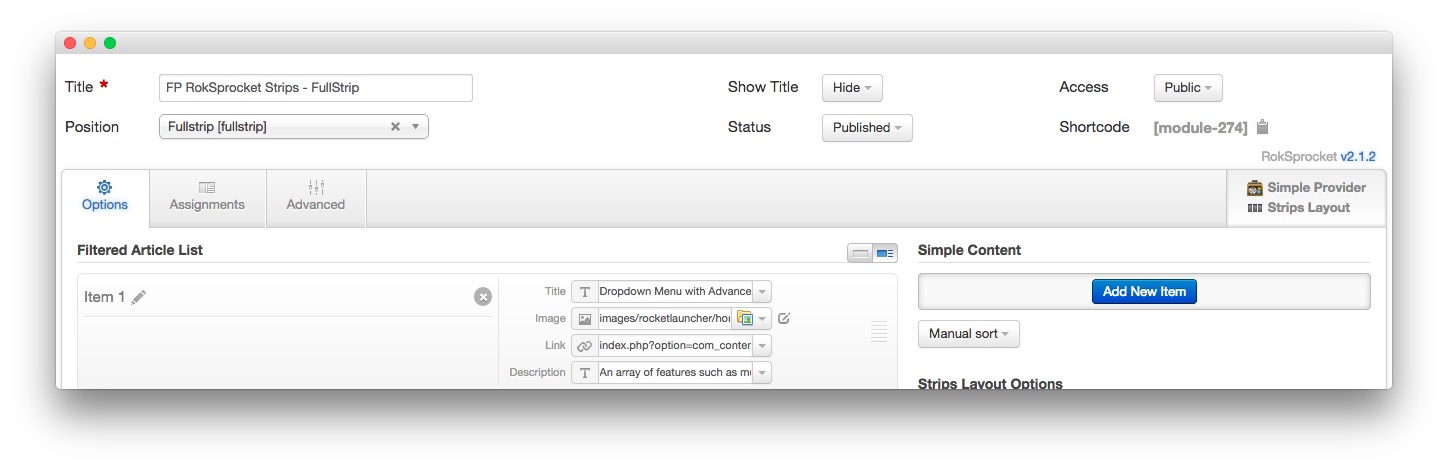 Title *
FP RokSprocket Strips - FullStrip
Show Title
Hide
Access
Public
Position
Fullstrip [fullstrip]
Status
Published
Shortcode
[module-274]
RokSprocket v2.1.2
Options
Assignments
Advanced
Simple Provider
Strips Layout
Filtered Article List
Item 1
Title
T
Dropdown Menu with Advance
Image
images/rocketlauncher/ho
Link
index.php?option=com_conter
Description
T
An array of features such as mu
Simple Content
Add New Item
Manual sort
Strips Layout Options